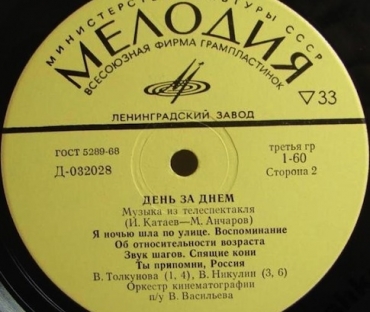 МИНИСТЕРСТВО КУЛЬТУРЫ СССР
МЕЛОДИЯ
ВСЕСОЮЗНАЯ ФИРМА ГРАМПЛАСТИНОК
▽33
ЛЕНИНГРАДСКИЙ ЗАВОД
ГОСТ 5289-68
третья гр
Д-032028
1-60
Сторона 2
ДЕНЬ ЗА ДНЕМ
Музыка из телеспектакля
(И. Катаев—М. Анчаров)
Я ночью шла по улице. Воспоминание
Об относительности возраста
Звук шагов. Спящие кони
Ты припомни, Россия
В. Толкунова (1, 4), В. Никулин (3, 6)
Оркестр кинематографии
п/у В. Васильева